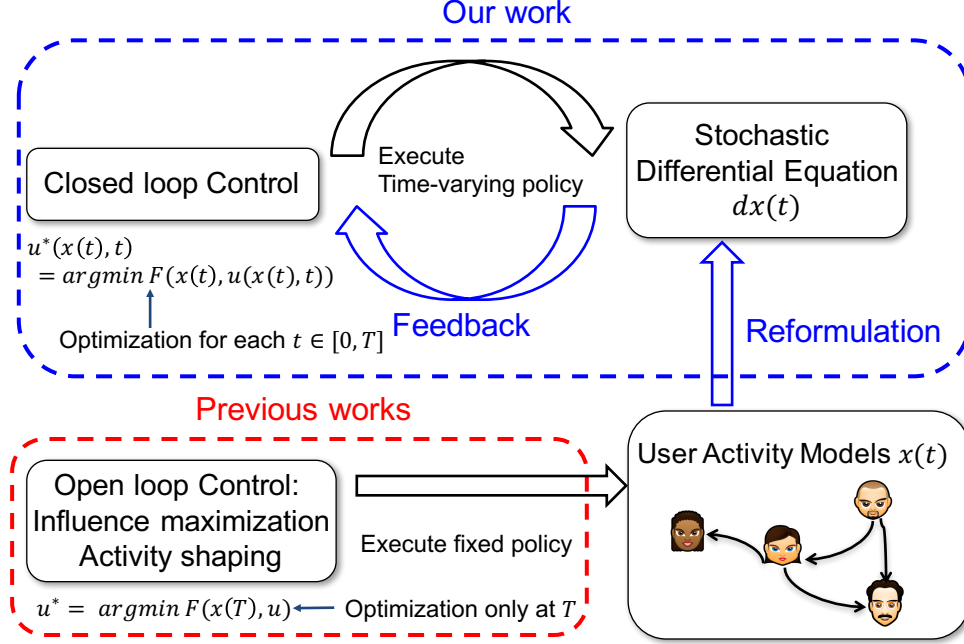 Our work
Closed loop Control
u*(x(t), t)
= argmin F(x(t), u(x(t), t))
Optimization for each t ∈ [0, T]
Execute
Time-varying policy
Feedback
Stochastic
Differential Equation
dx(t)
Reformulation
Previous works
Open loop Control:
Influence maximization
Activity shaping
u* = argmin F(x(T), u)
Optimization only at T
Execute fixed policy
User Activity Models x(t)